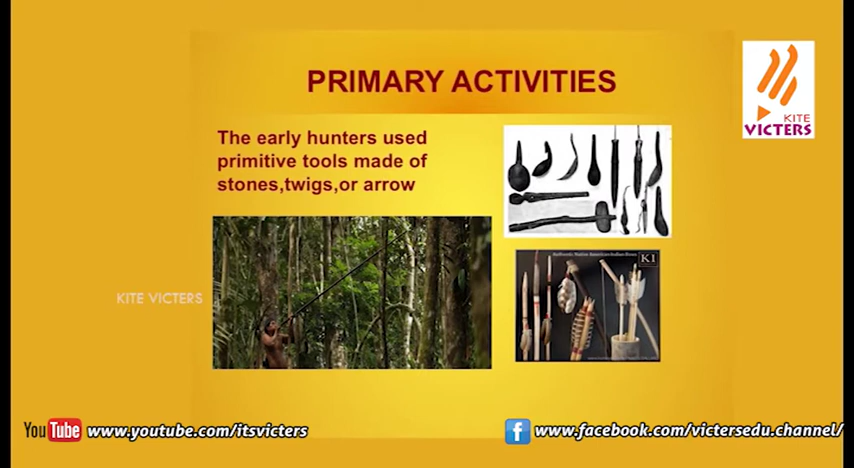 PRIMARY ACTIVITIES
KITE
VICTERS
The early hunters used
primitive tools made of
stones,twigs,or arrow
K1
KITE VICTERS
YouTube www.youtube.com/itsvicters
f www.facebook.com/victersedu.channel/